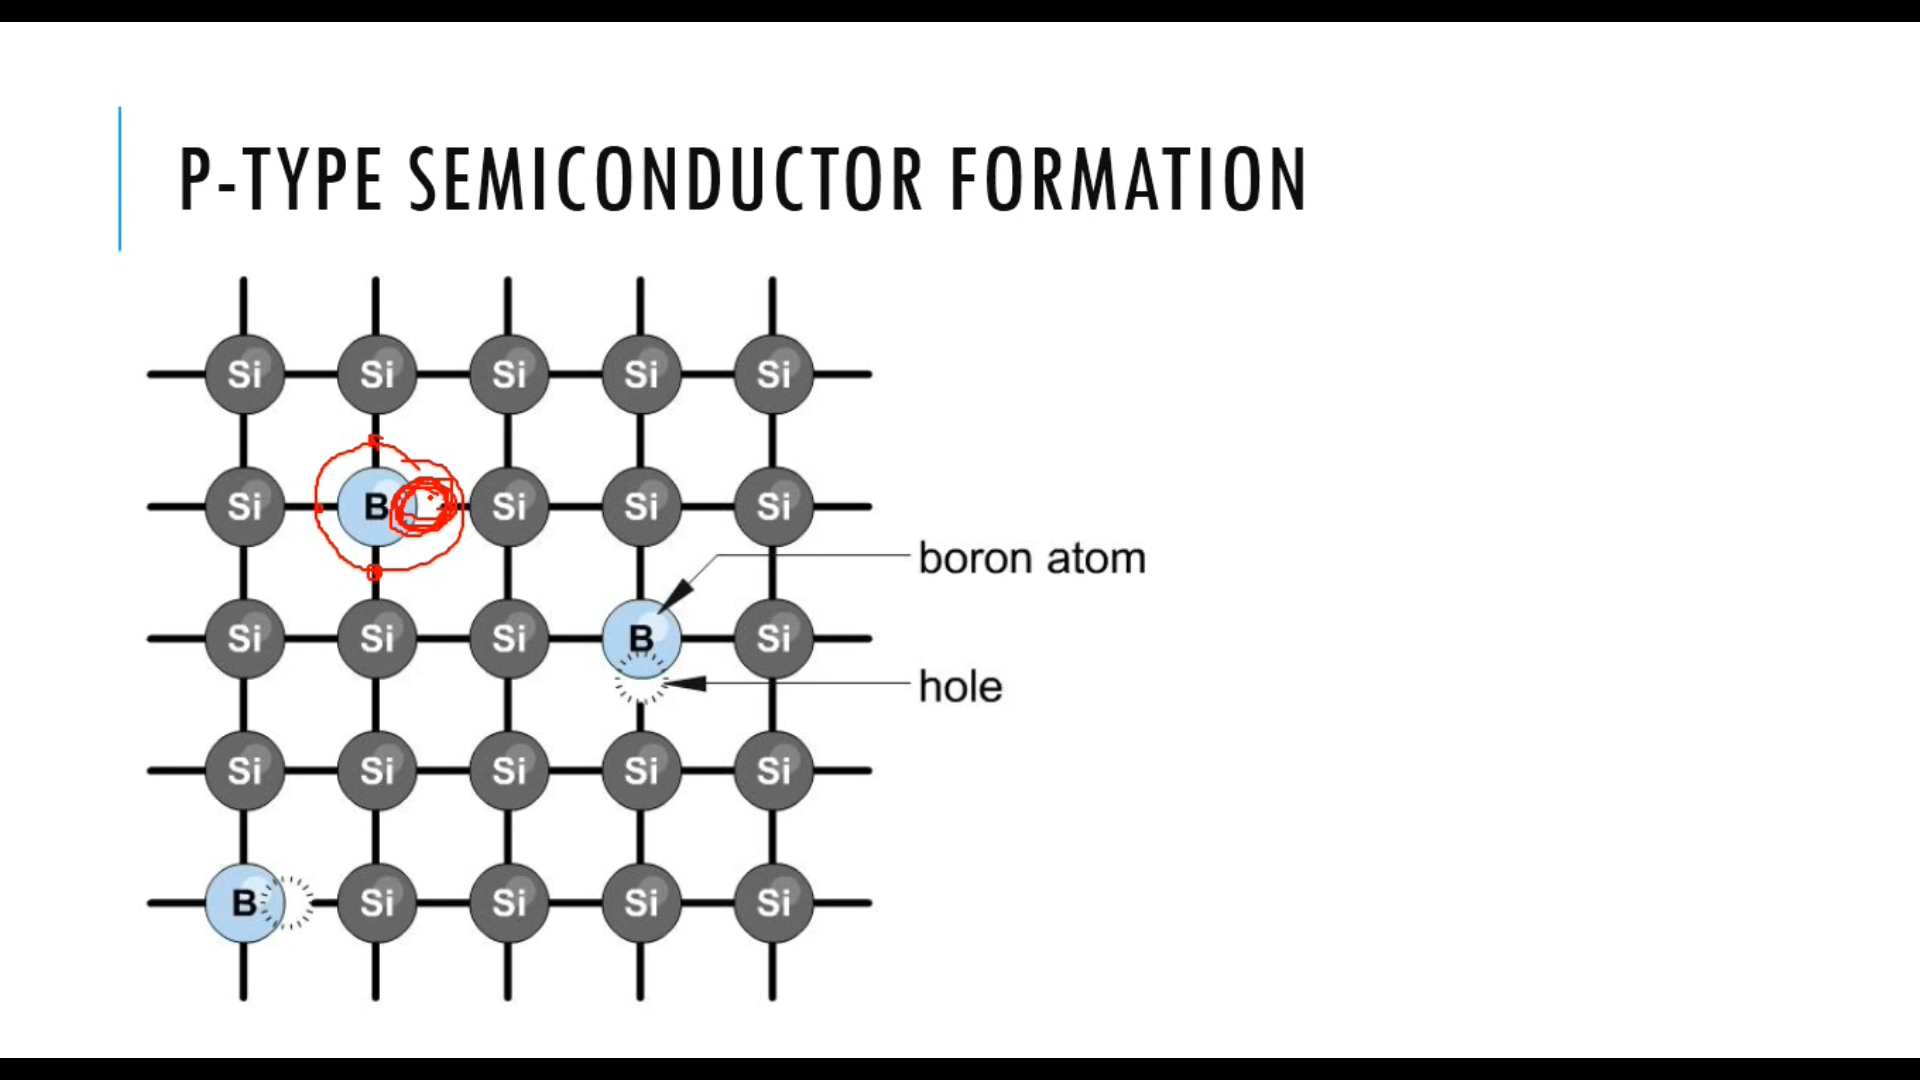 P-TYPE SEMICONDUCTOR FORMATION
Si Si Si Si Si
Si B Si Si Si
boron atom
Si Si Si B Si
hole
Si Si Si Si Si
B Si Si Si Si